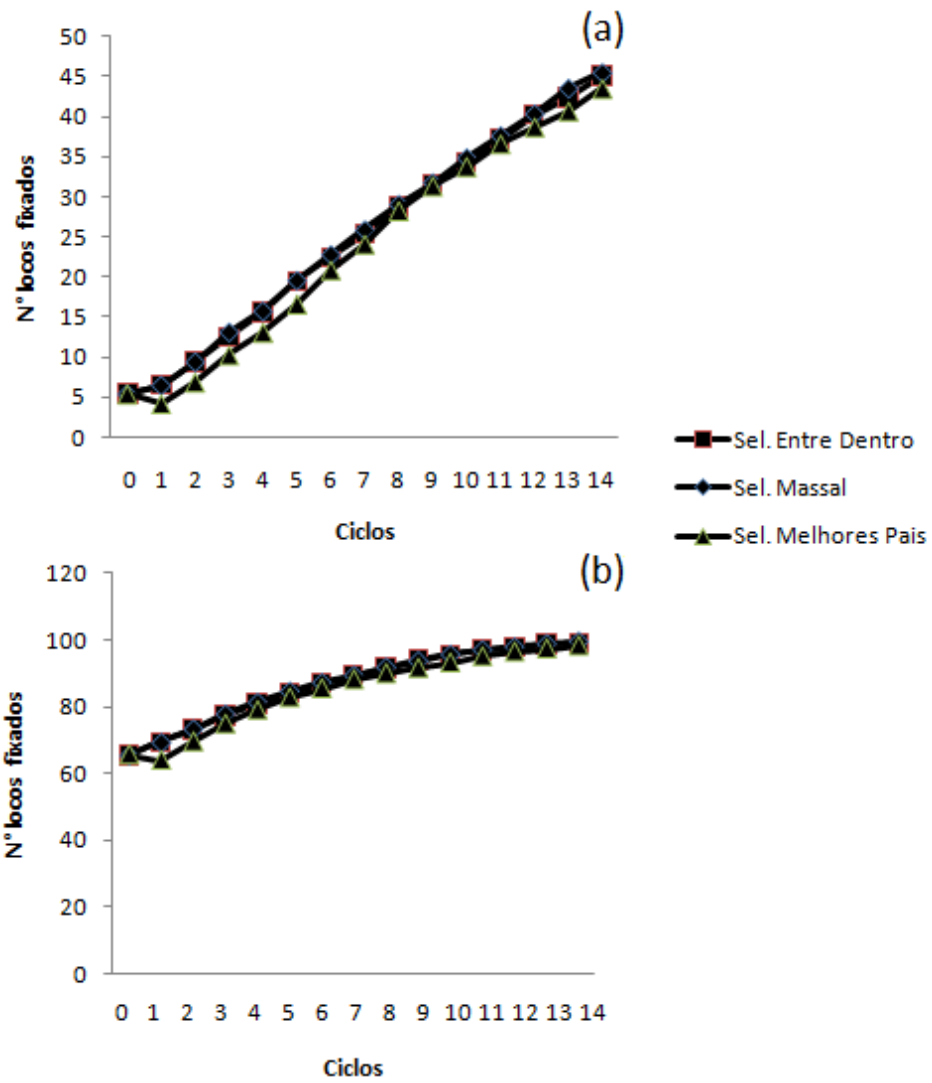 (a)
50
45
40
35
30
25
20
15
10
5
0
N° locos fixados
0 1 2 3 4 5 6 7 8 9 10 11 12 13 14
Ciclos
Sel. Entre Dentro
Sel. Massal
Sel. Melhores Pais
(b)
120
100
80
60
40
20
0
N° locos fixados
0 1 2 3 4 5 6 7 8 9 10 11 12 13 14
Ciclos